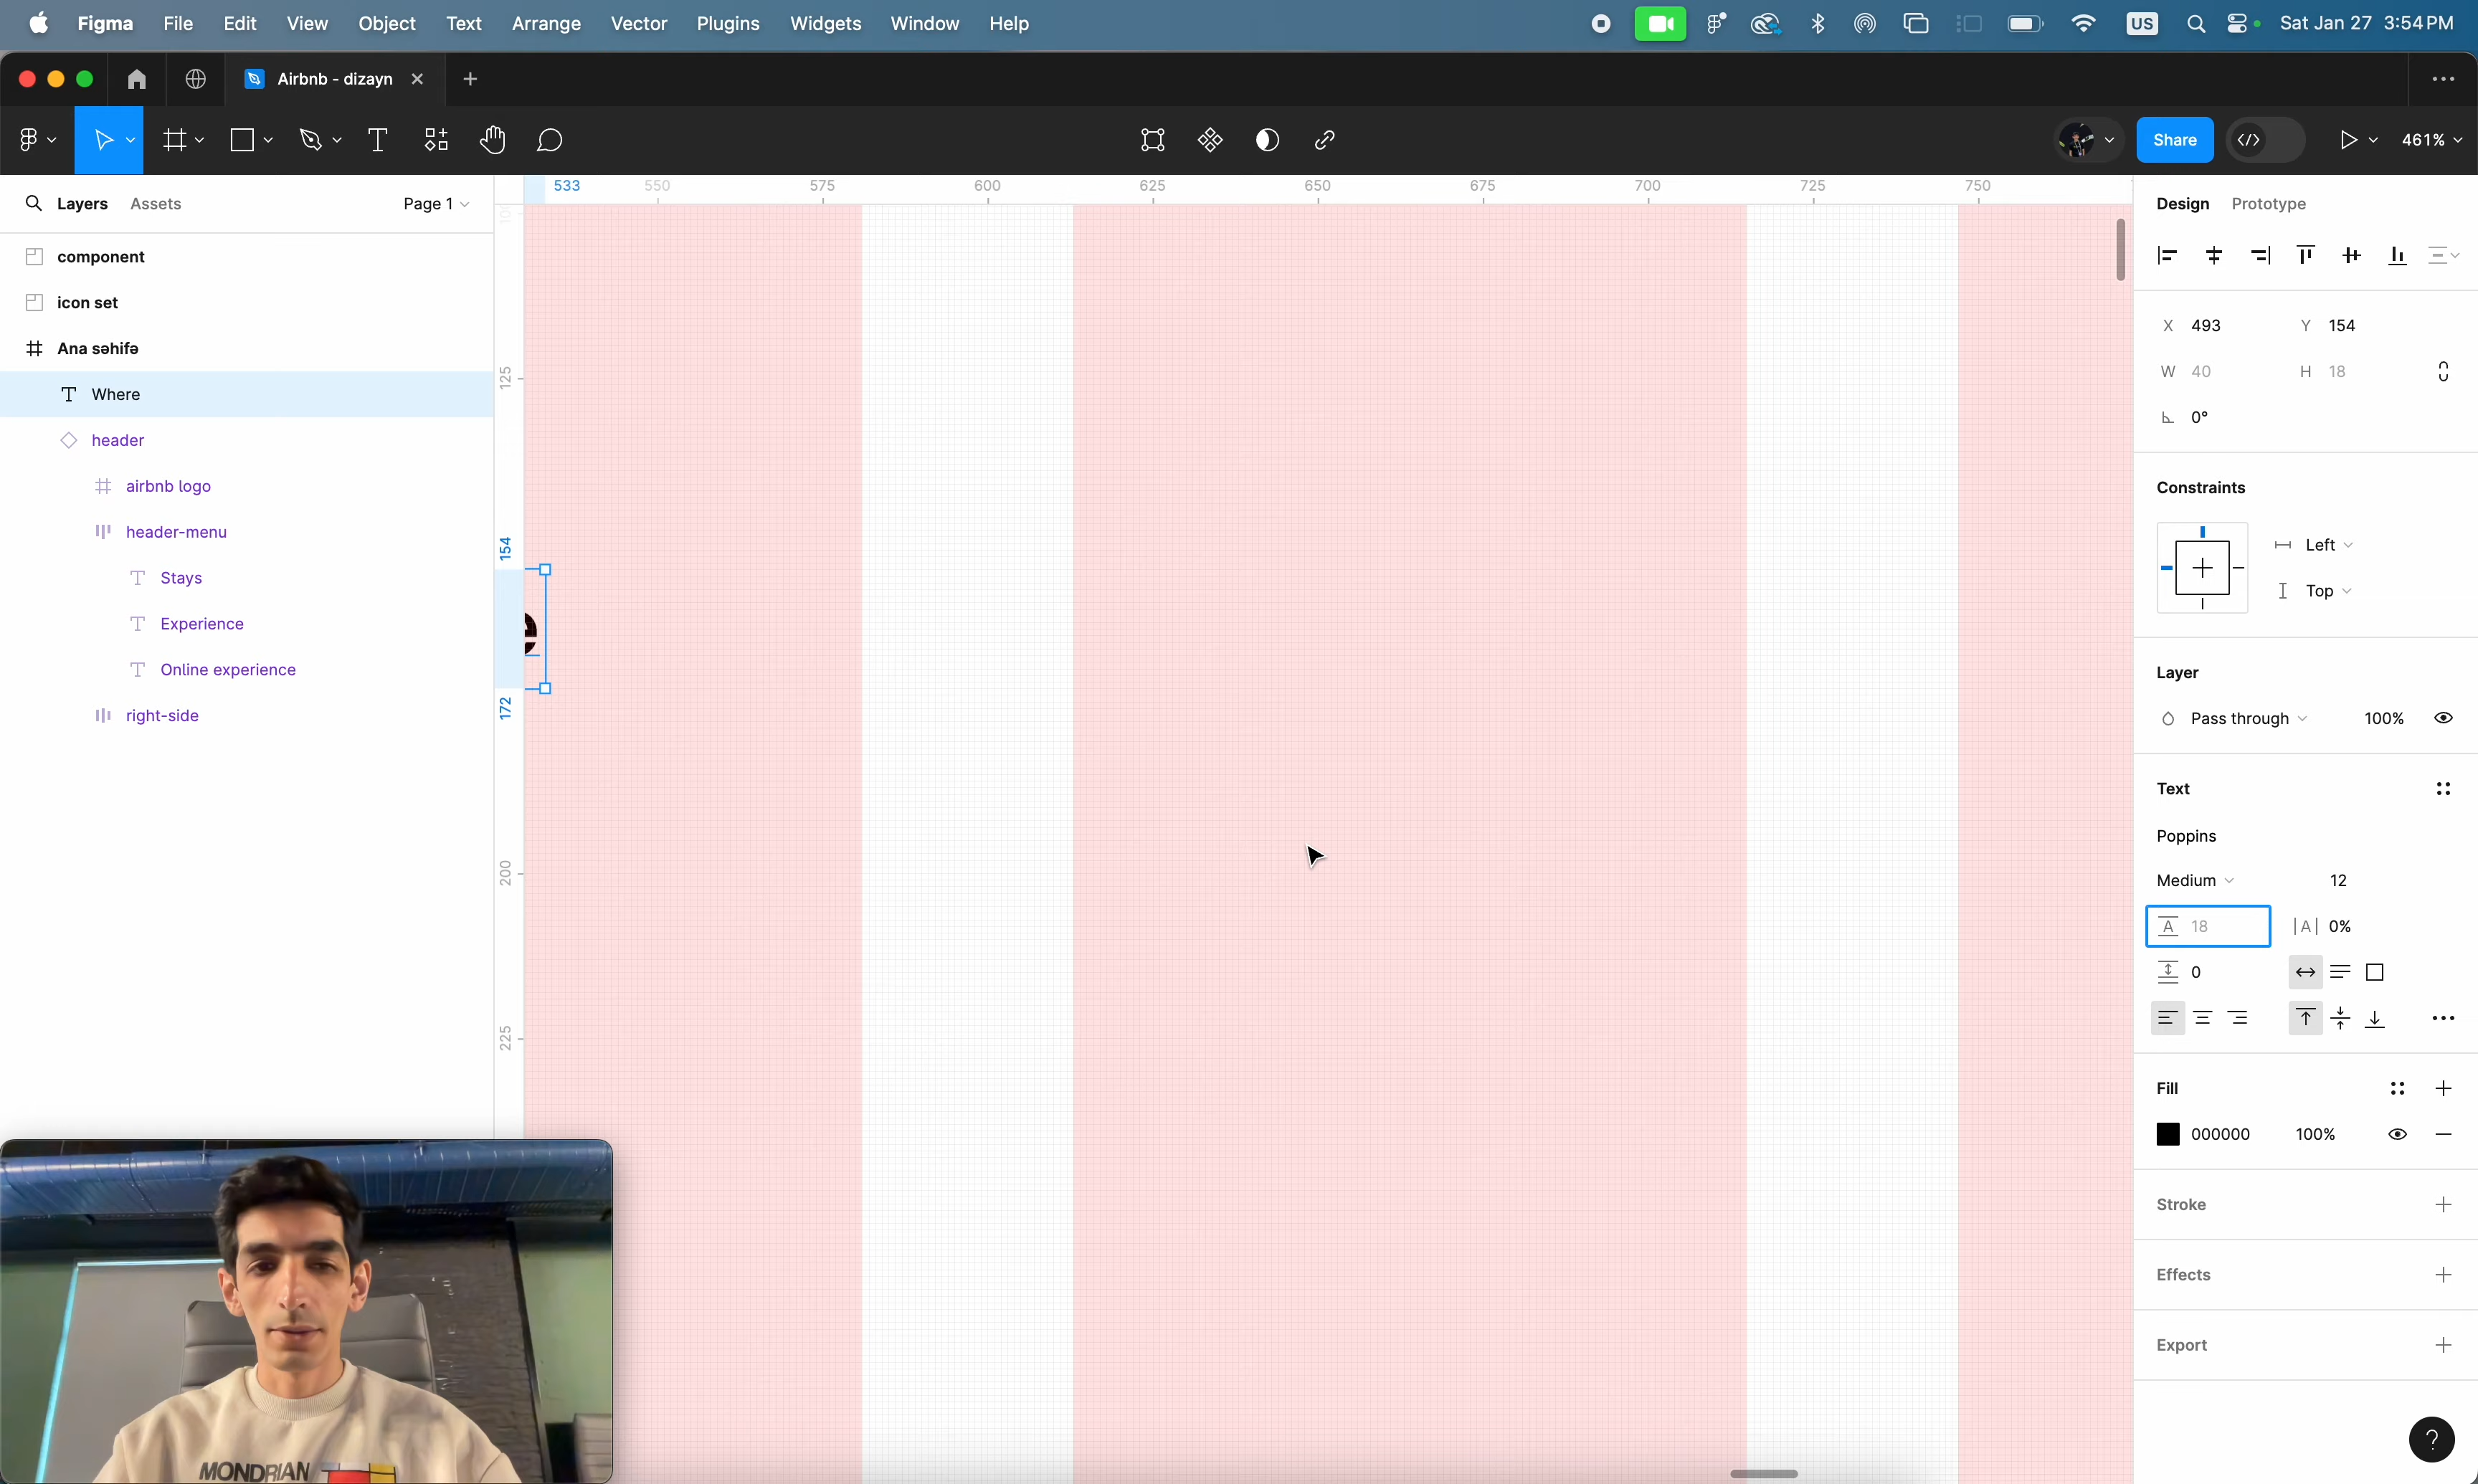 Figma File Edit View Object Text Arrange Vector Plugins Widgets Window Help US Sat Jan 27 3:54 PM
Airbnb - dizayn
Share 461%
Layers Assets Page 1
533 550 575 600 625 650 675 700 725 750
Design Prototype
component
icon set
Ana səhifə
Where
header
airbnb logo
header-menu
Stays
Experience
Online experience
right-side
125
154
172
200
225
e
X 493 Y 154
W 40 H 18
0°
Constraints
Left
Top
Layer
Pass through 100%
Text
Poppins
Medium 12
A 18 |A| 0%
0
Fill
000000 100%
Stroke
Effects
Export
?
MONDRIAN